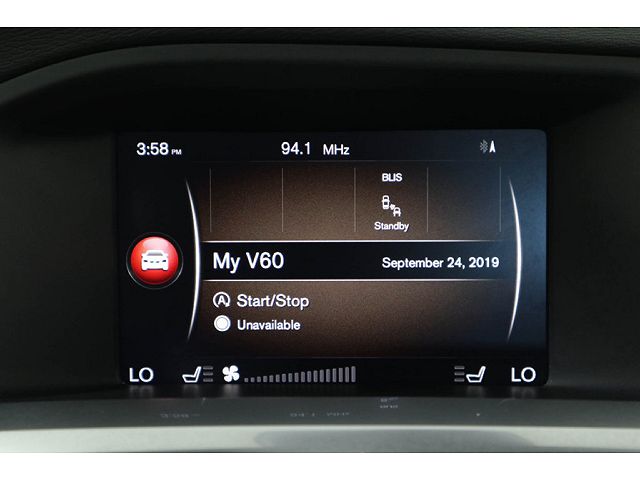 3:58 PM 94.1 MHz
BLIS
Standby
My V60 September 24, 2019
Start/Stop
Unavailable
LO LO